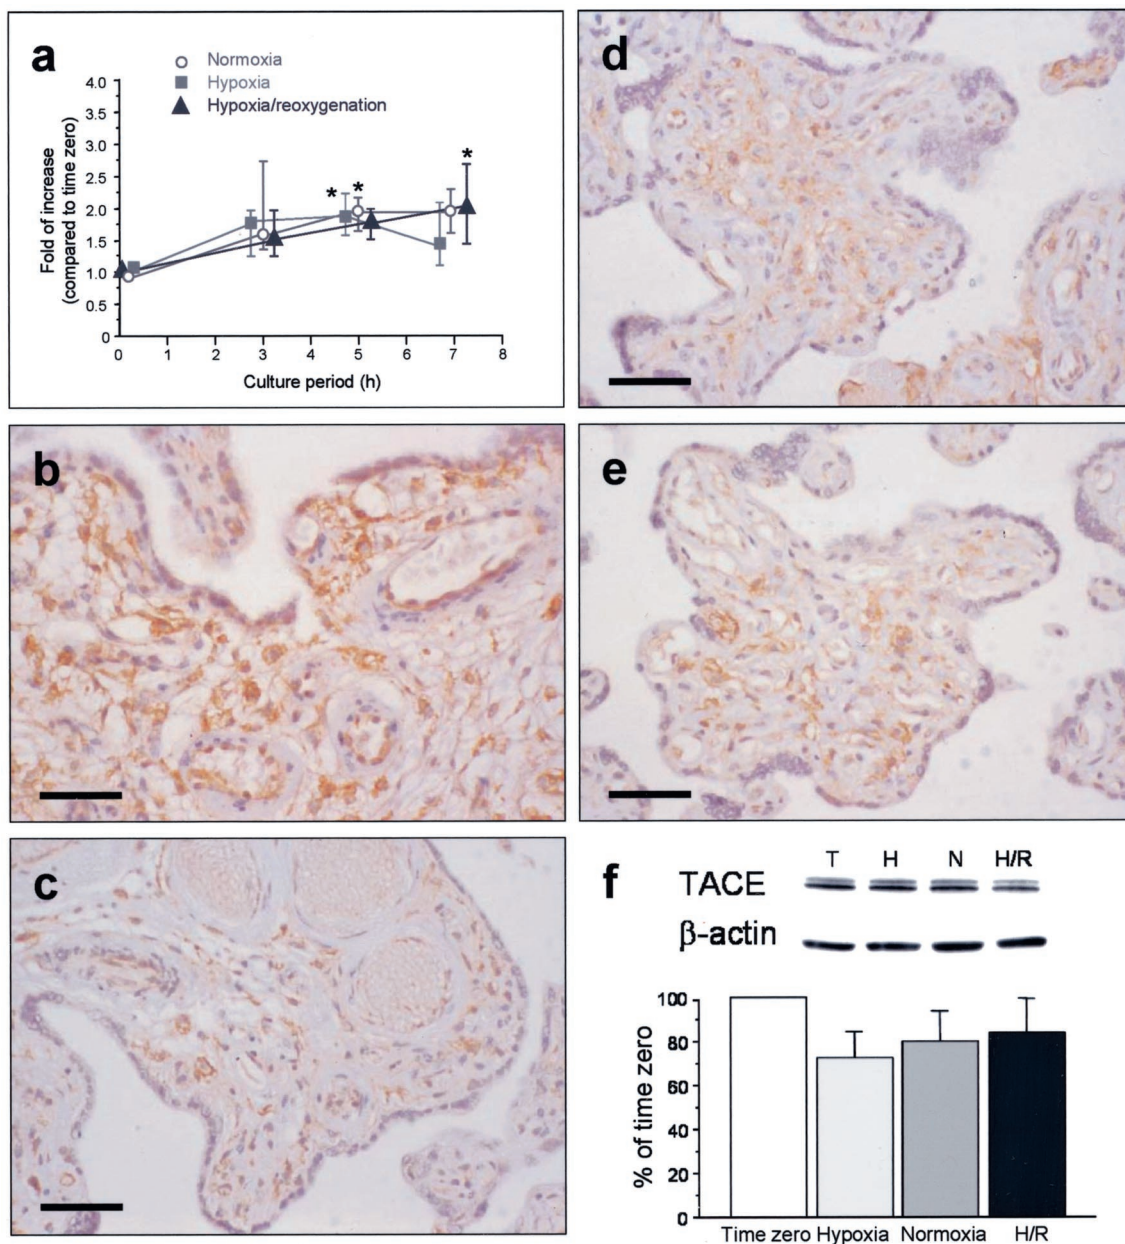 a
Normoxia
Hypoxia
Hypoxia/reoxygenation
Fold of increase
(compared to time zero)
4.0
3.5
3.0
2.5
2.0
1.5
1.0
0.5
0
* * *
0 1 2 3 4 5 6 7 8
Culture period (h)
b
c
d
e
f
T H N H/R
TACE
β-actin
% of time zero
100
80
60
40
20
0
Time zero Hypoxia Normoxia H/R